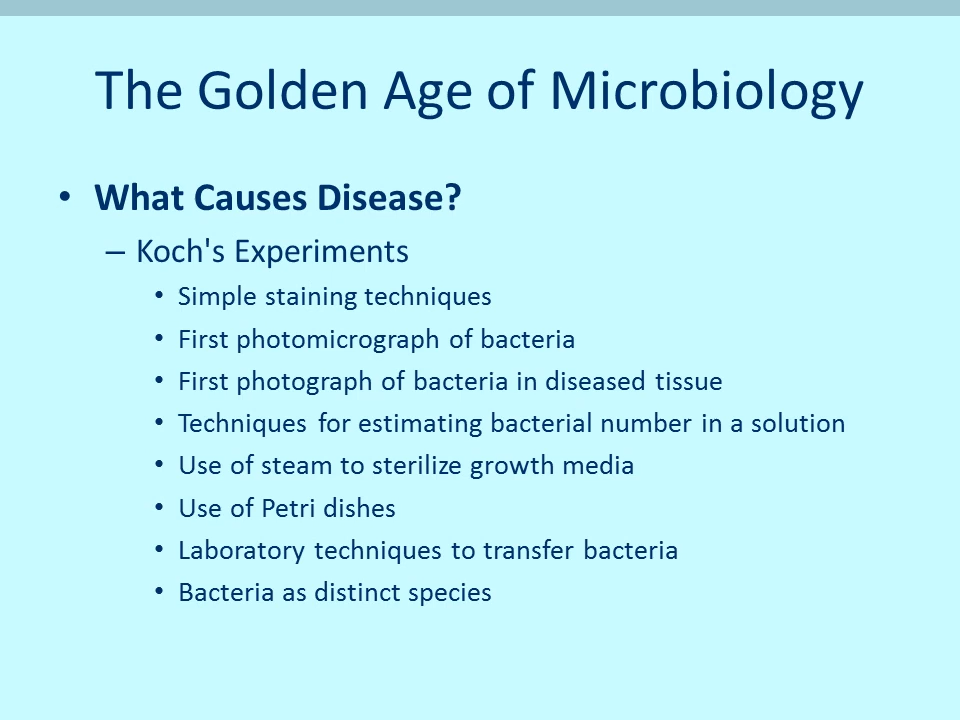 The Golden Age of Microbiology
• What Causes Disease?
– Koch's Experiments
• Simple staining techniques
• First photomicrograph of bacteria
• First photograph of bacteria in diseased tissue
• Techniques for estimating bacterial number in a solution
• Use of steam to sterilize growth media
• Use of Petri dishes
• Laboratory techniques to transfer bacteria
• Bacteria as distinct species